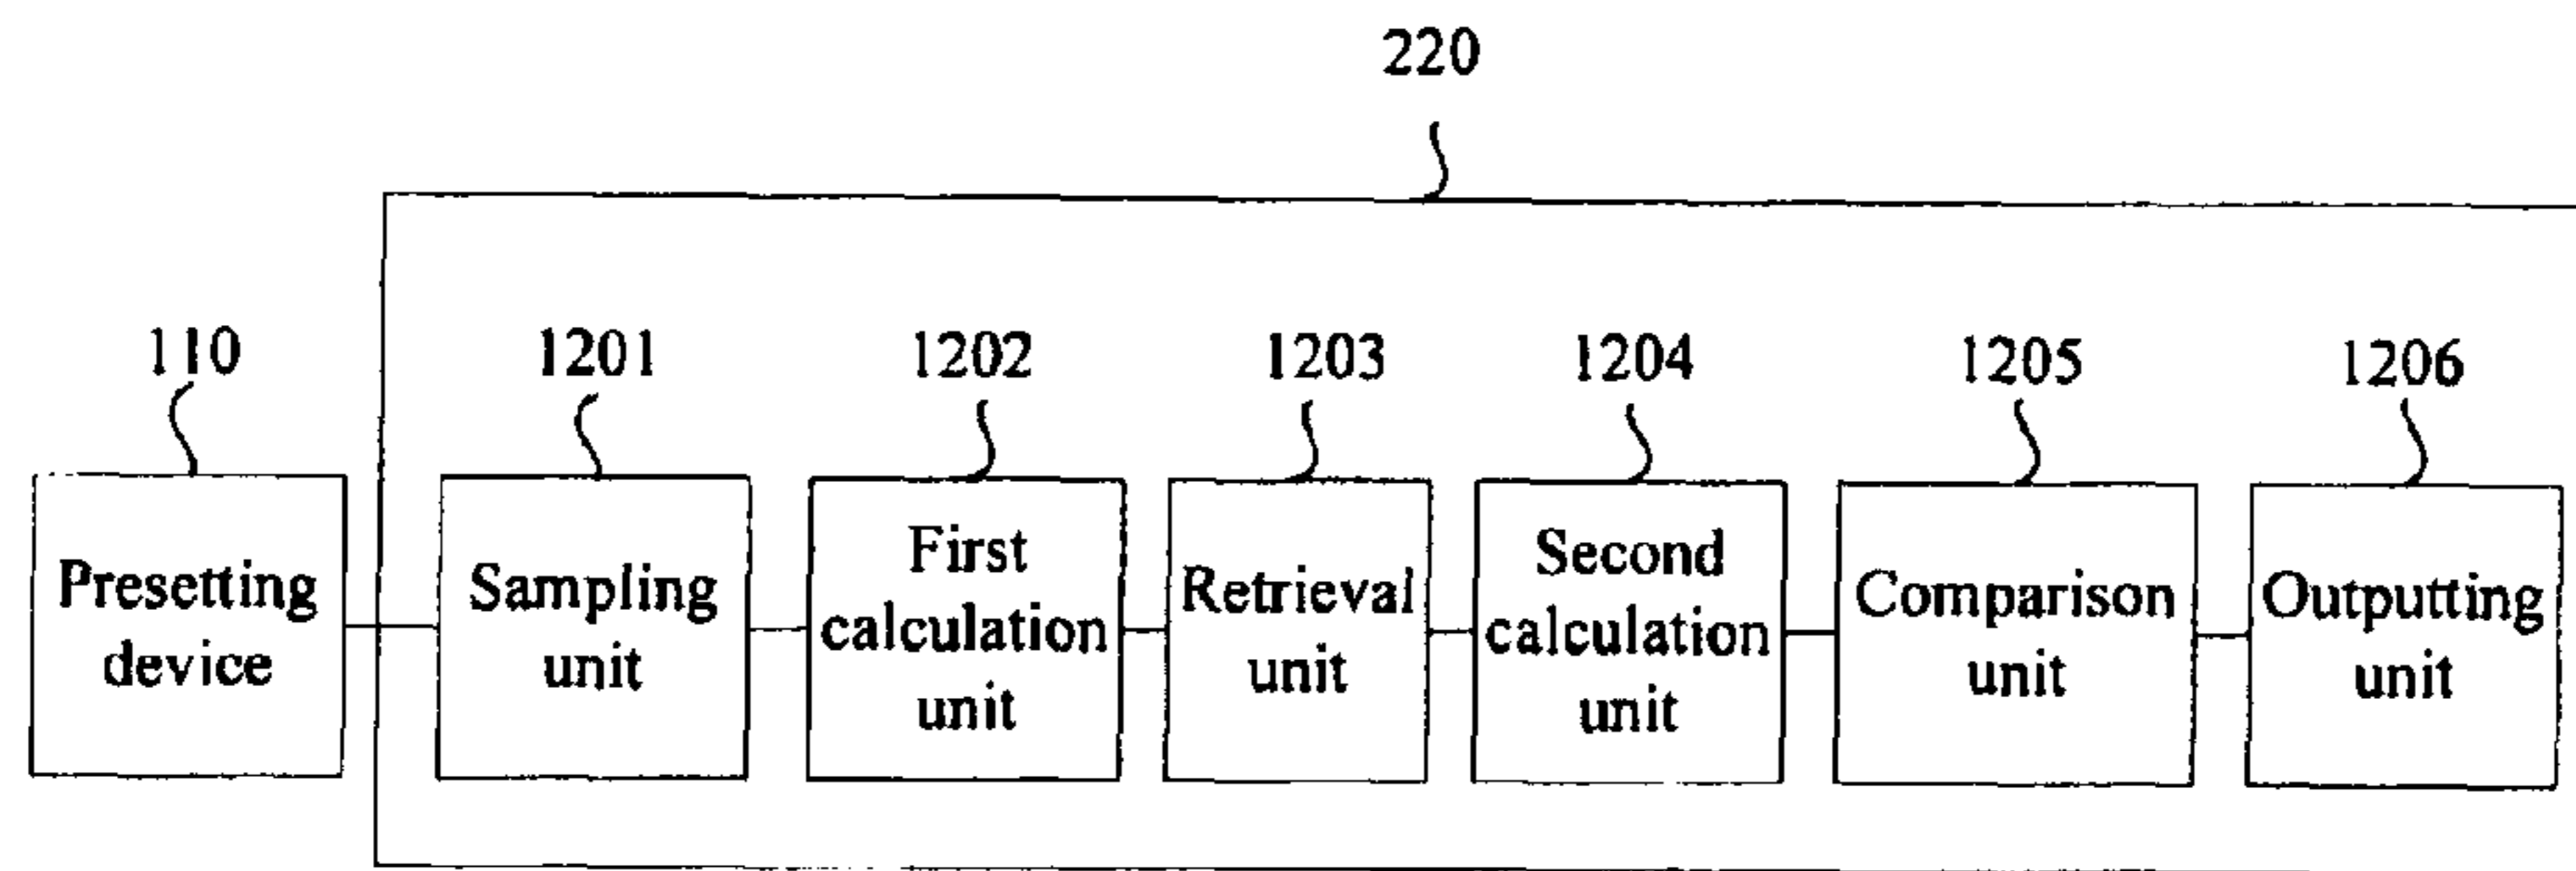 220
110
1201
1202
1203
1204
1205
1206
Presetting
device
Sampling
unit
First
calculation
unit
Retrieval
unit
Second
calculation
unit
Comparison
unit
Outputting
unit